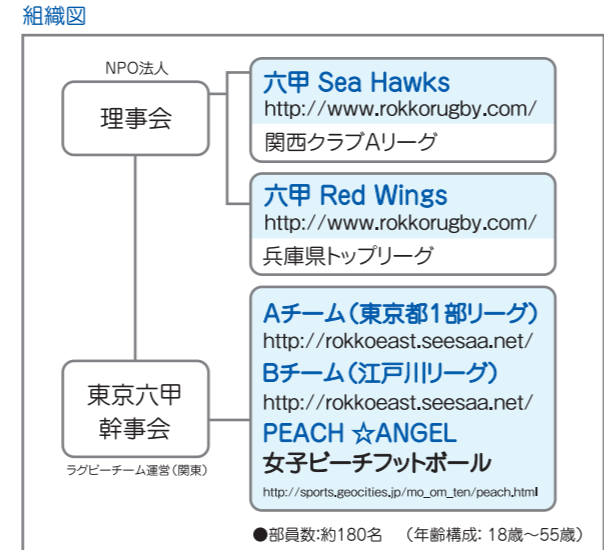 組織図
NPO法人
理事会
六甲 Sea Hawks
http://www.rokkorugby.com/
関西クラブAリーグ
六甲 Red Wings
http://www.rokkorugby.com/
兵庫県トップリーグ
東京六甲
幹事会
ラグビーチーム運営(関東)
Aチーム(東京都1部リーグ)
http://rokkoeast.seesaa.net/
Bチーム(江戸川リーグ)
http://rokkoeast.seesaa.net/
PEACH ☆ANGEL
女子ビーチフットボール
http://sports.geocities.jp/mo_om_ten/peach.html
●部員数:約180名 (年齢構成: 18歳～55歳)